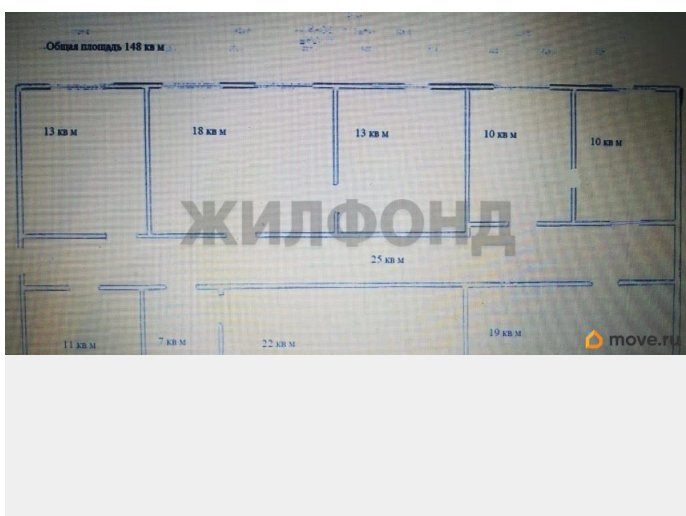 Общая площадь 148 кв м
13 кв м
18 кв м
13 кв м
10 кв м
10 кв м
ЖИЛФОНД
25 кв м
11 кв м
7 кв м
22 кв м
19 кв м
move.ru